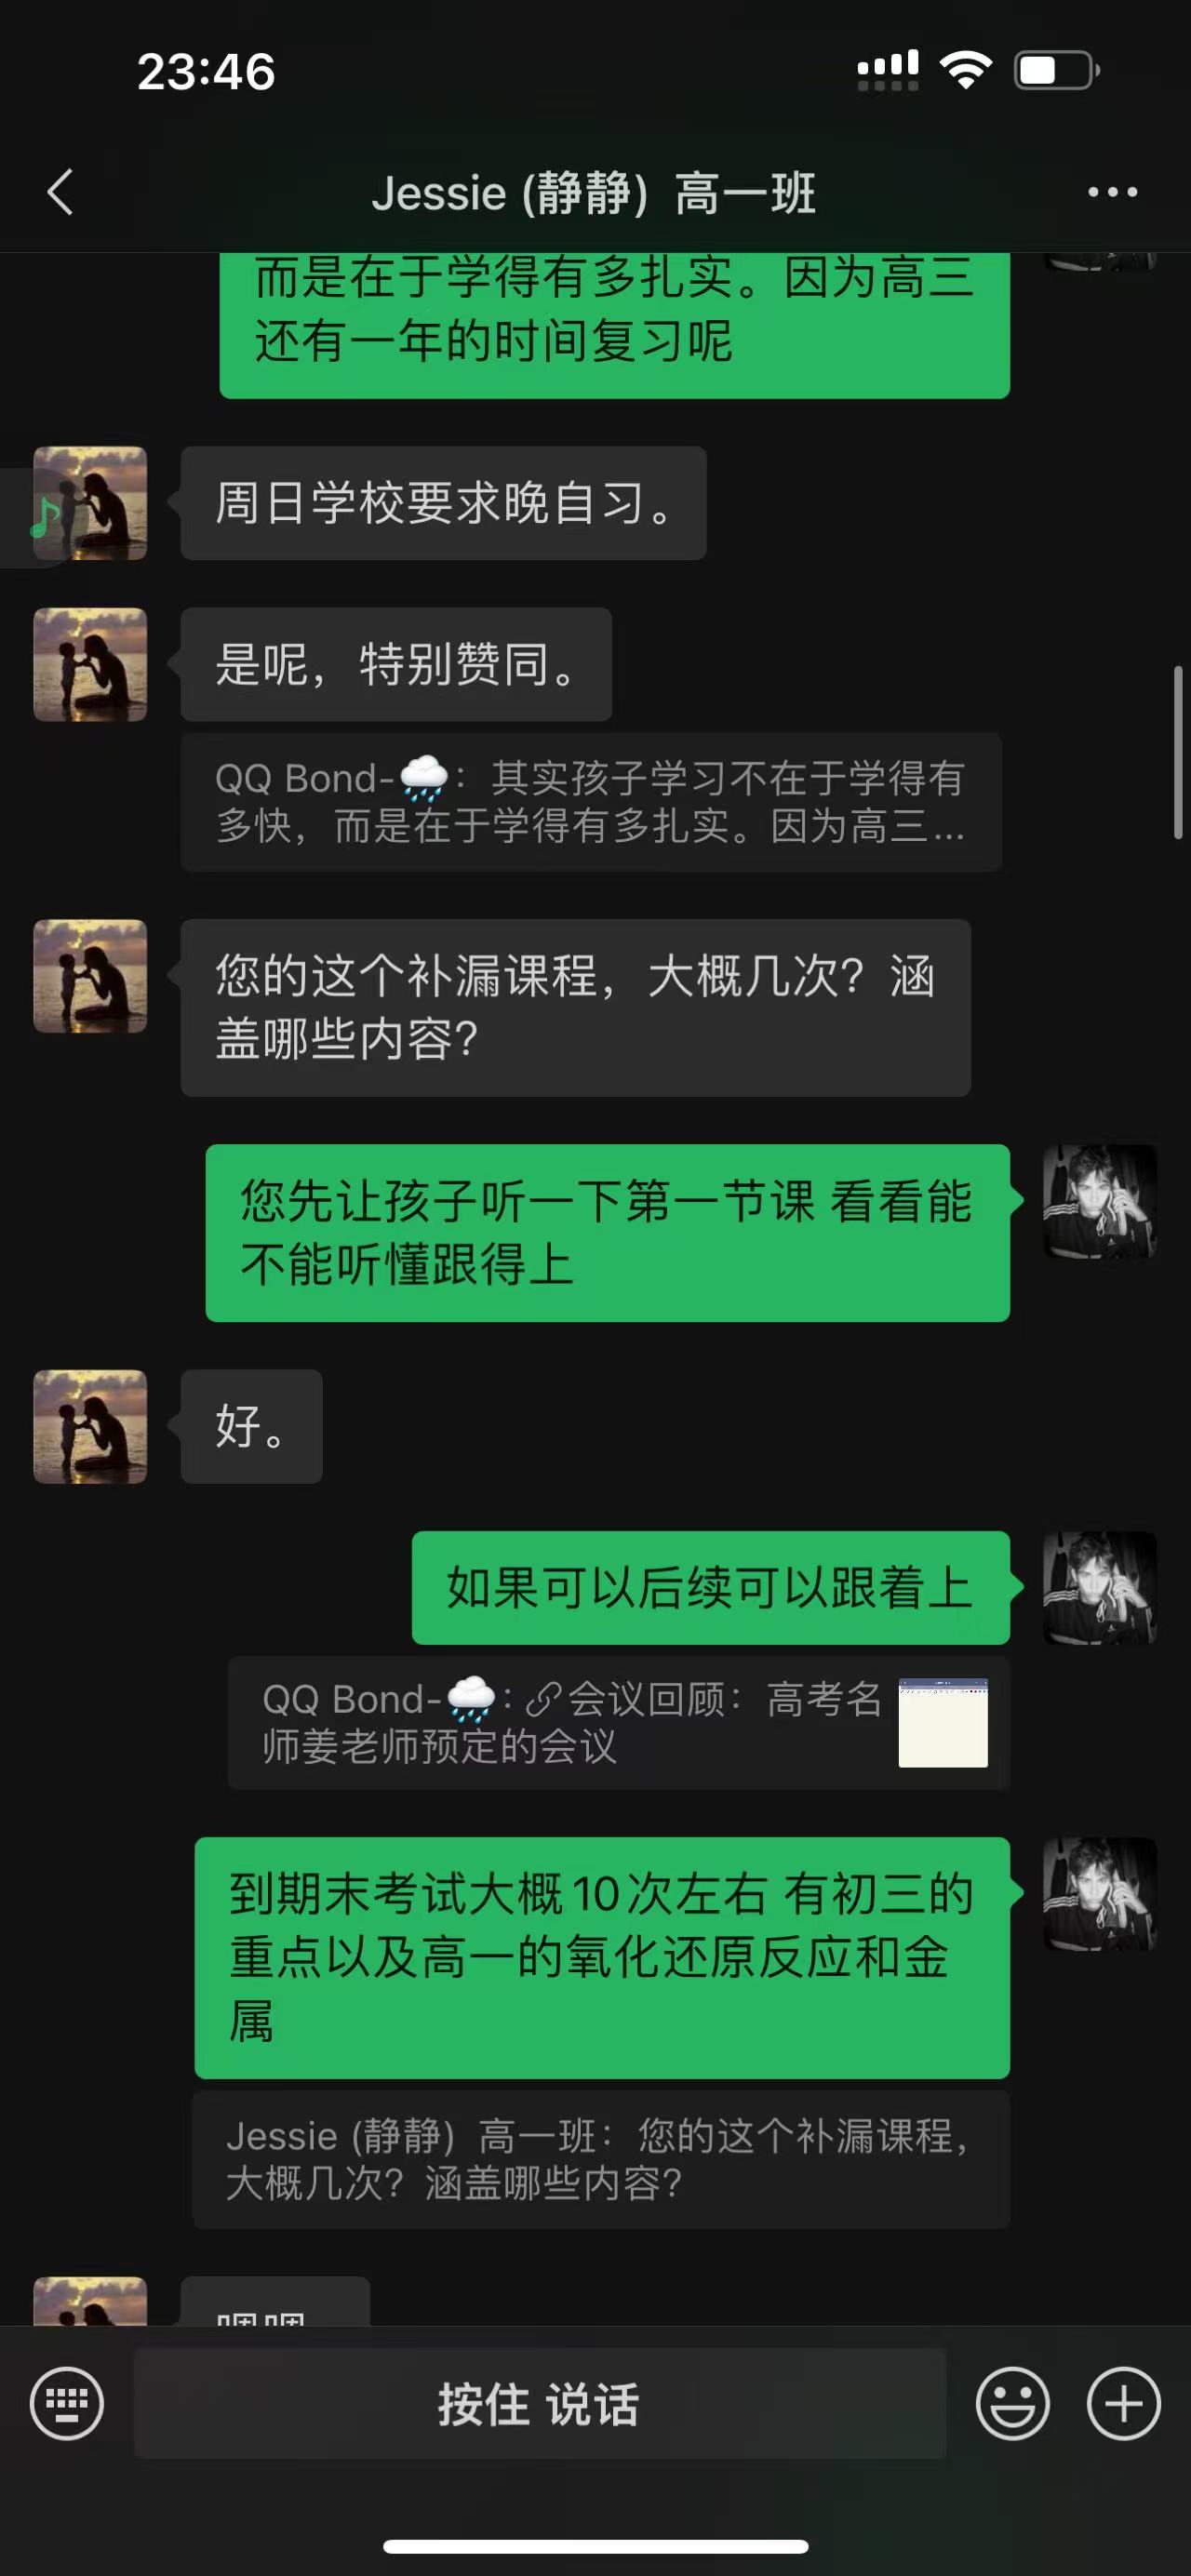 23:46
Jessie (静静) 高一班
而是在于学得有多扎实。因为高三
还有一年的时间复习呢
周日学校要求晚自习。
是呢，特别赞同。
QQ Bond-🌧️：其实孩子学习不在于学得有
多快，而是在于学得有多扎实。因为高三...
您的这个补漏课程，大概几次？涵
盖哪些内容？
您先让孩子听一下第一节课 看看能
不能听懂跟得上
好。
如果可以后续可以跟着上
QQ Bond-🌧️：🔗会议回顾：高考名
师姜老师预定的会议
到期末考试大概10次左右 有初三的
重点以及高一的氧化还原反应和金
属
Jessie (静静) 高一班：您的这个补漏课程，
大概几次？涵盖哪些内容？
按住 说话